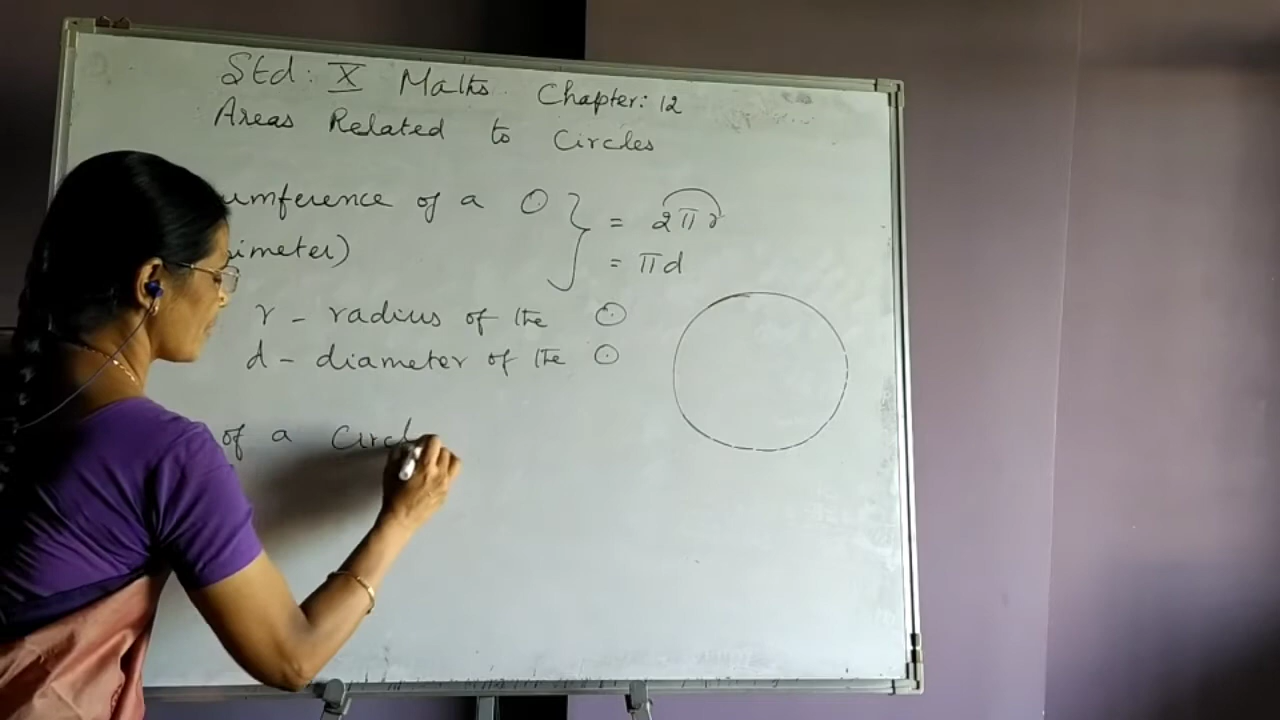 Std: X Maths. Chapter: 12
Areas Related to Circles
umference of a ⊙ } = 2πr
imeter) = πd
r - radius of the ⊙
d - diameter of the ⊙
of a Circl